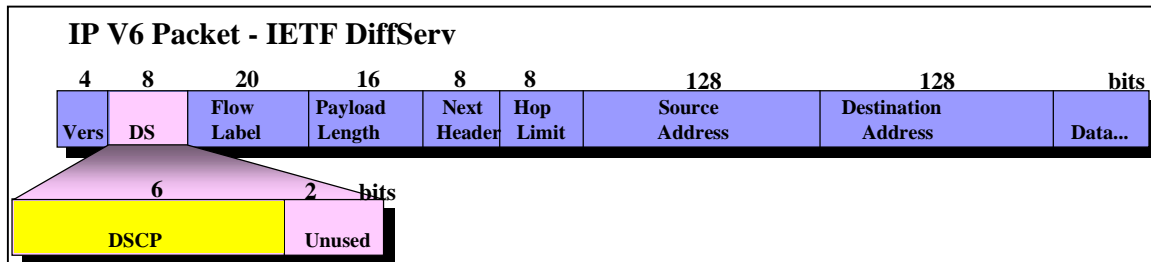 IP V6 Packet - IETF DiffServ
4 8 20 16 8 8 128 128 bits
Flow Payload Next Hop Source Destination
Vers DS Label Length Header Limit Address Address Data...
6 2 bits
DSCP Unused